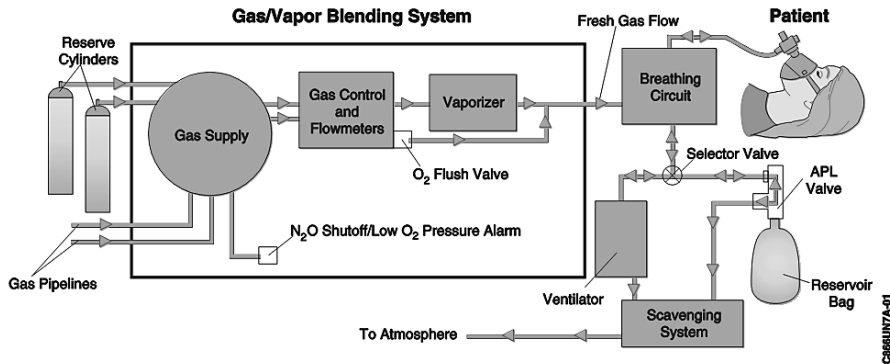 Gas/Vapor Blending System
Fresh Gas Flow
Patient
Reserve
Cylinders
Gas Supply
Gas Control
and
Flowmeters
Vaporizer
Breathing
Circuit
O2 Flush Valve
Selector Valve
APL
Valve
N2O Shutoff/Low O2 Pressure Alarm
Gas Pipelines
Ventilator
Reservoir
Bag
Scavenging
System
To Atmosphere
C966UN7A-01